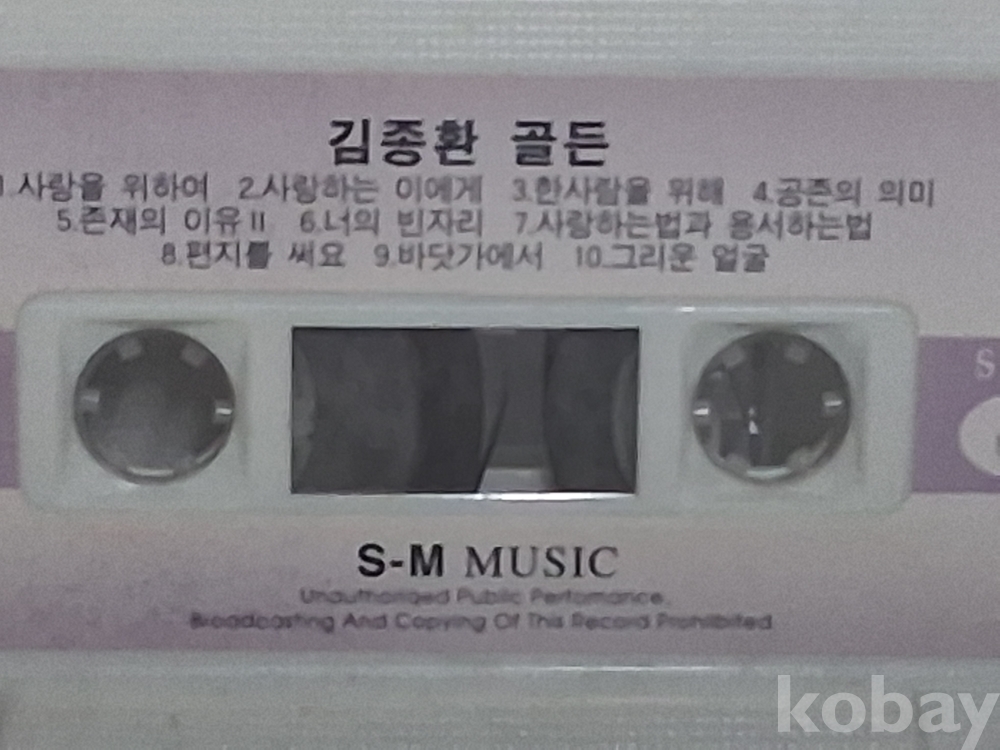 김종환 골든
1.사랑을 위하여 2.사랑하는 이에게 3.한사람을 위해 4.공존의 의미
5.존재의 이유II 6.너의 빈자리 7.사랑하는법과 용서하는법
8.편지를 써요 9.바닷가에서 10.그리운 얼굴
S
S-M MUSIC
Unauthorized Public Performance.
Broadcasting And Copying Of This Record Prohibited
kobay